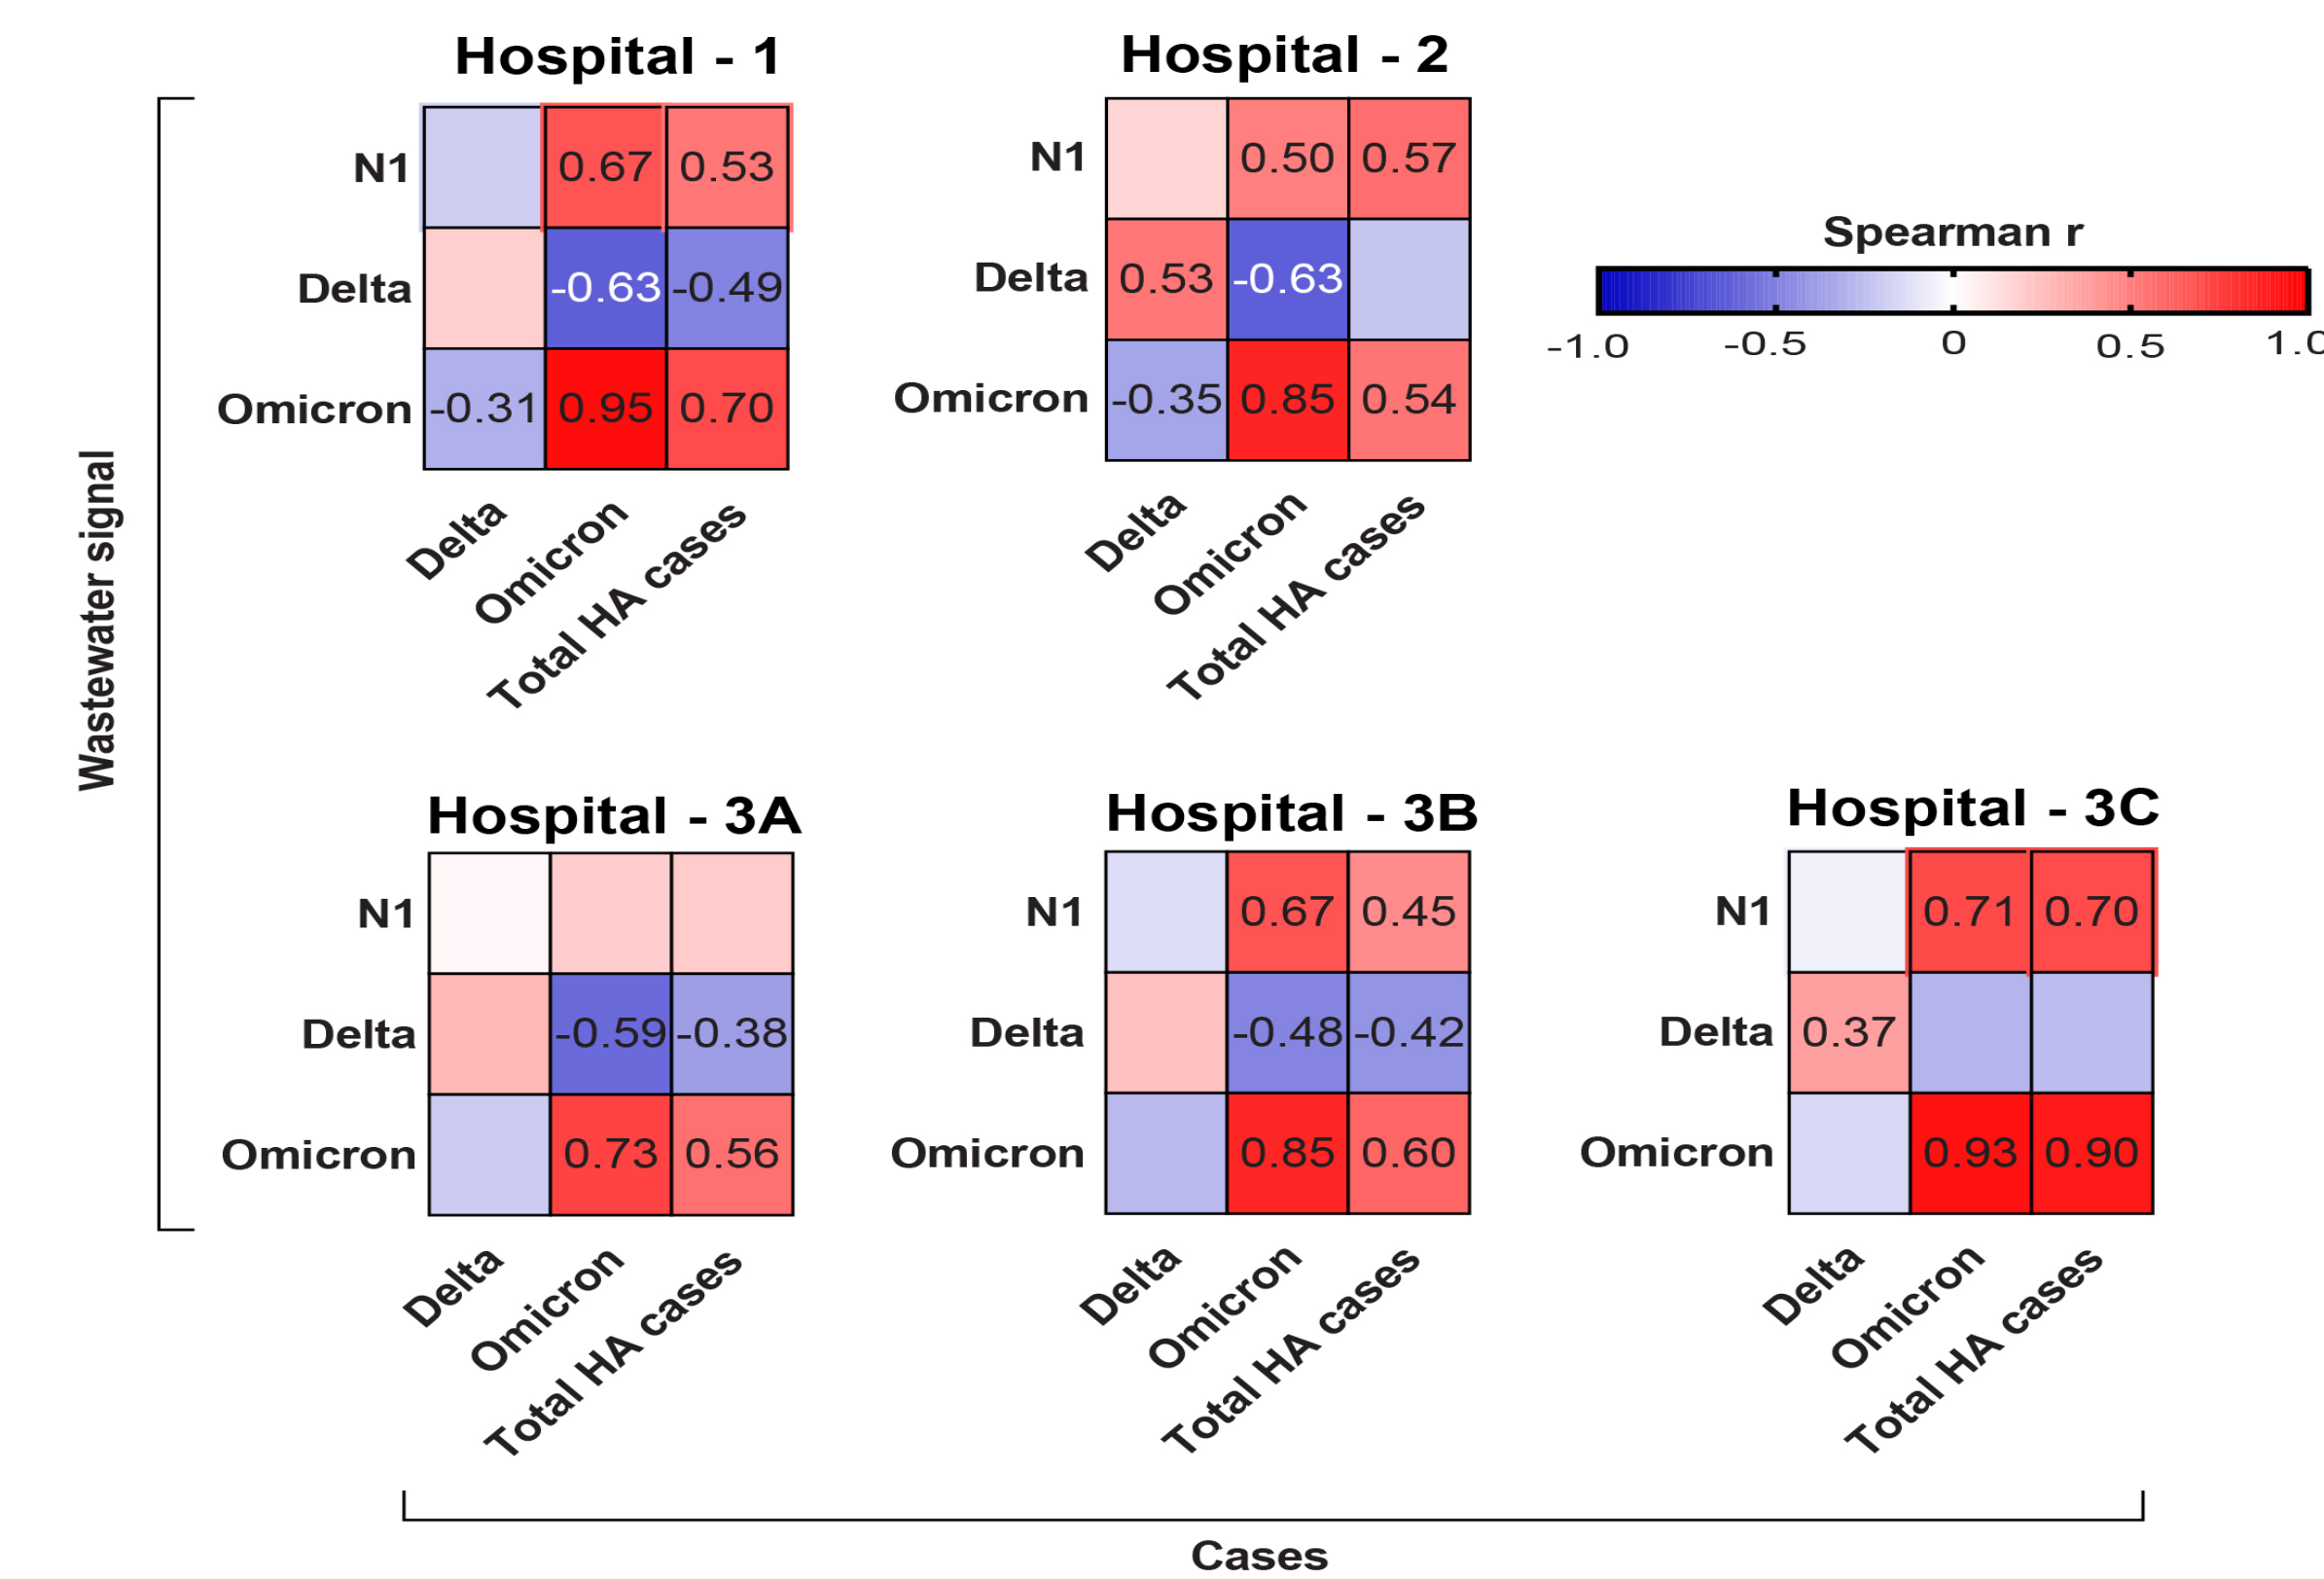 Hospital - 1
N1 0.67 0.53
Delta -0.63 -0.49
Omicron -0.31 0.95 0.70
Delta
Omicron
Total HA cases
Hospital - 2
N1 0.50 0.57
Delta 0.53 -0.63
Omicron -0.35 0.85 0.54
Delta
Omicron
Total HA cases
Spearman r
-1.0 -0.5 0 0.5 1.0
Wastewater signal
Hospital - 3A
N1
Delta -0.59 -0.38
Omicron 0.73 0.56
Delta
Omicron
Total HA cases
Hospital - 3B
N1 0.67 0.45
Delta -0.48 -0.42
Omicron 0.85 0.60
Delta
Omicron
Total HA cases
Hospital - 3C
N1 0.71 0.70
Delta 0.37
Omicron 0.93 0.90
Delta
Omicron
Total HA cases
Cases